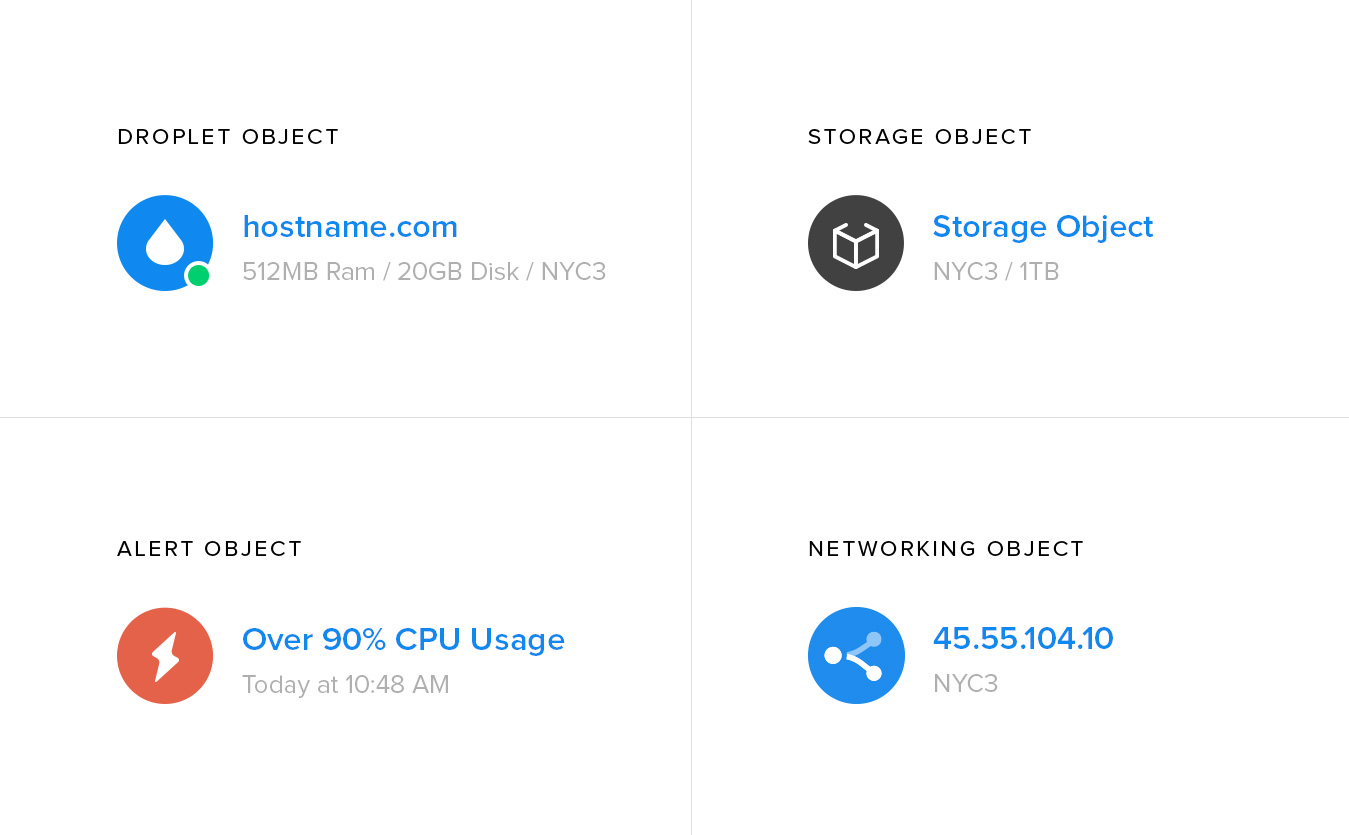 DROPLET OBJECT
hostname.com
512MB Ram / 20GB Disk / NYC3
STORAGE OBJECT
Storage Object
NYC3 / 1TB
ALERT OBJECT
Over 90% CPU Usage
Today at 10:48 AM
NETWORKING OBJECT
45.55.104.10
NYC3